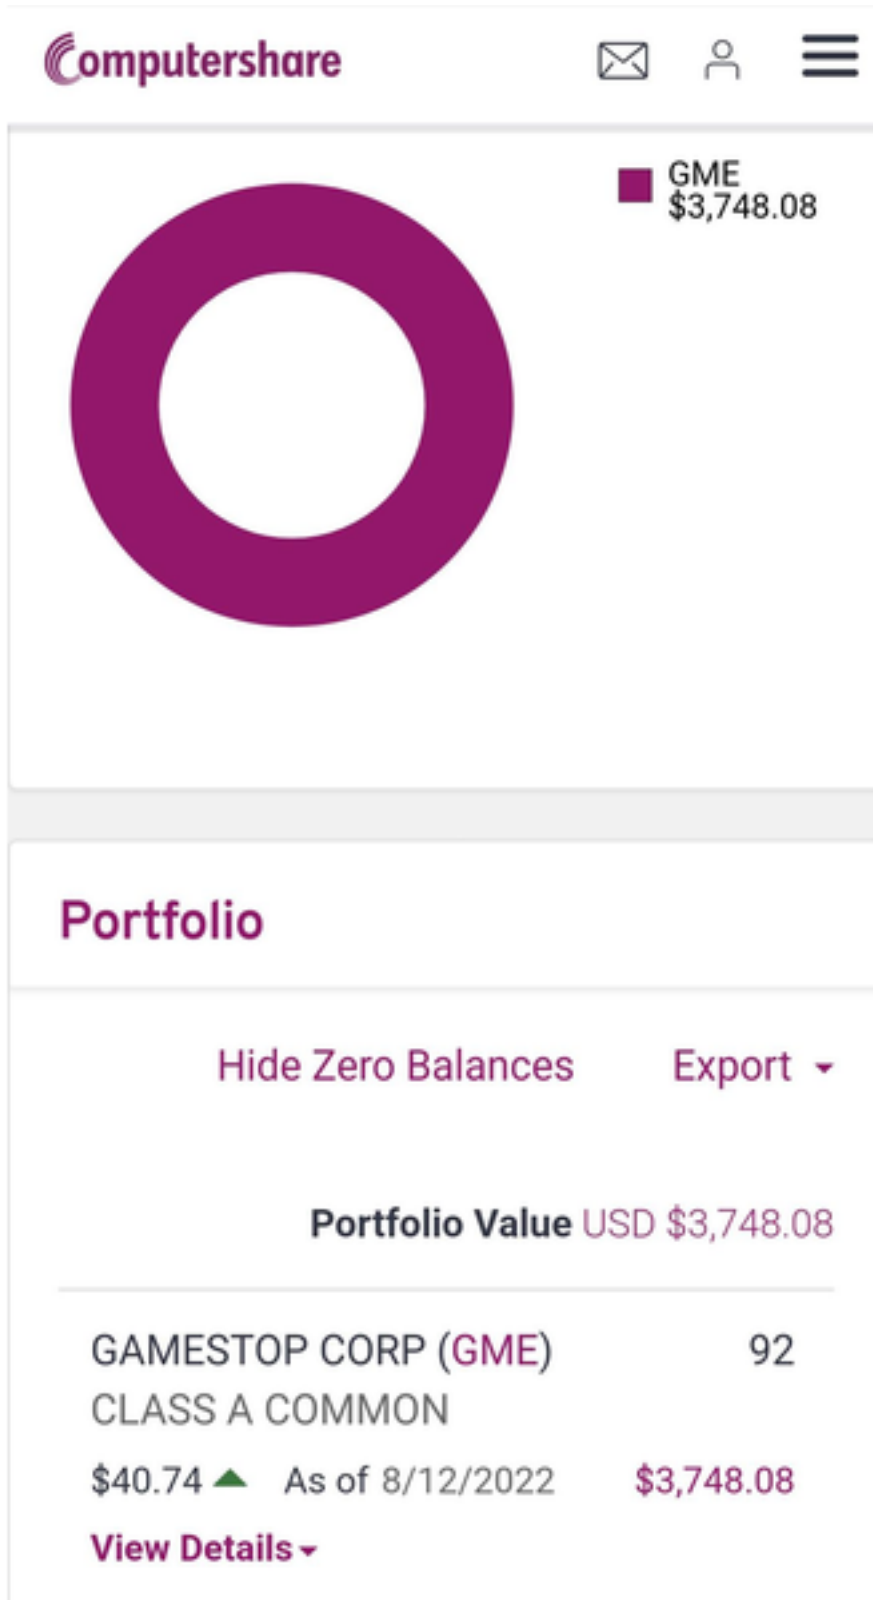 Computershare
GME
$3,748.08
Portfolio
Hide Zero Balances Export
Portfolio Value USD $3,748.08
GAMESTOP CORP (GME) 92
CLASS A COMMON
$40.74 As of 8/12/2022 $3,748.08
View Details